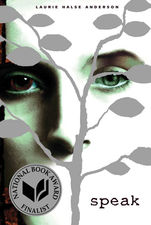 LAURIE HALSE ANDERSON
NATIONAL BOOK AWARD
FINALIST
speak